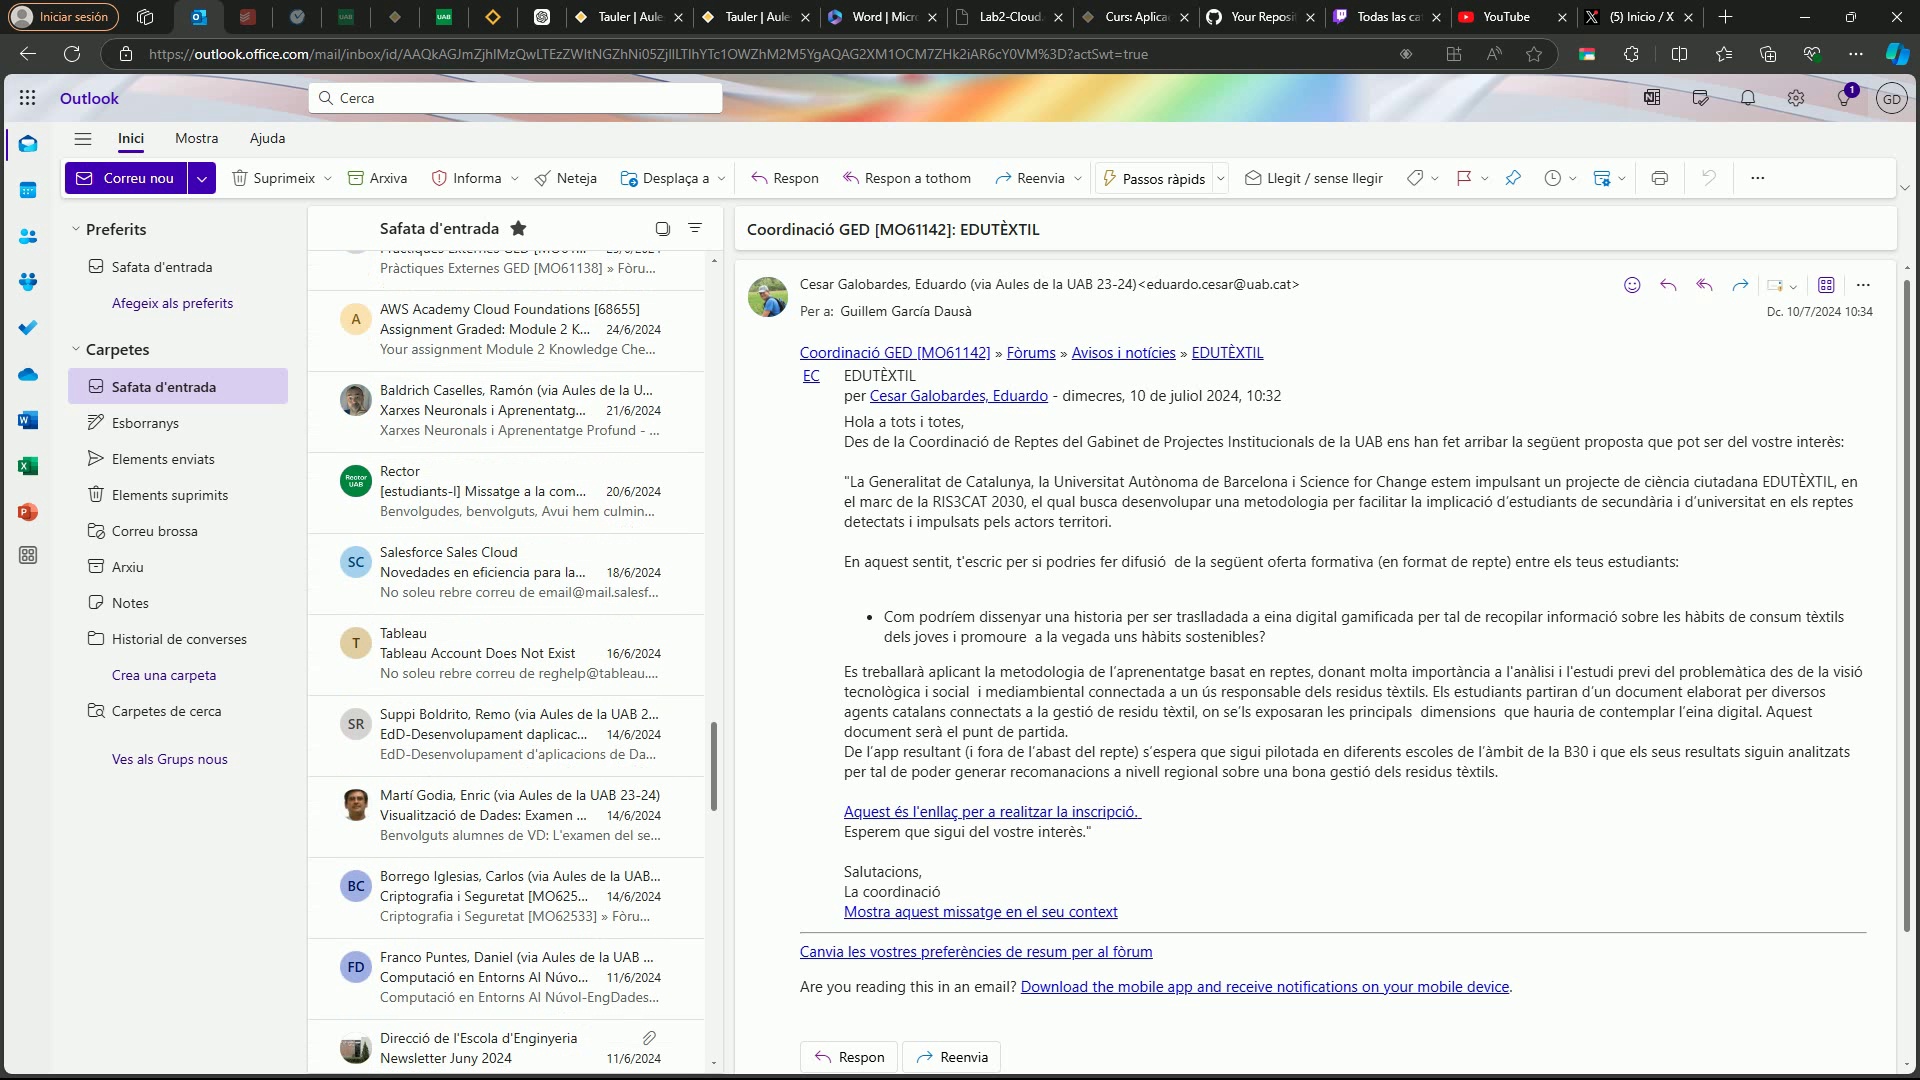 Iniciar sesión
Tauler | Aule
Tauler | Aule
Word | Micr
Lab2-Cloud.
Curs: Aplica
Your Reposi
Todas las ca
YouTube
(5) Inicio / X
outlook.office.com
Outlook
Cerca
1
GD
Inici
Mostra
Ajuda
Correu nou
Suprimeix
Arxiva
Informa
Neteja
Desplaça a
Respon
Respon a tothom
Reenvia
Passos ràpids
Llegit / sense llegir
Preferits
Safata d'entrada
Afegeix als preferits
Carpetes
Safata d'entrada
Esborranys
Elements enviats
Elements suprimits
Correu brossa
Arxiu
Notes
Historial de converses
Crea una carpeta
Carpetes de cerca
Ves als Grups nous
Safata d'entrada
Pràctiques Externes GED [MO61138] » Fòru...
A
AWS Academy Cloud Foundations [68655]
Assignment Graded: Module 2 K... 24/6/2024
Your assignment Module 2 Knowledge Che...
Baldrich Caselles, Ramón (via Aules de la U...
Xarxes Neuronals i Aprenentatg... 21/6/2024
Xarxes Neuronals i Aprenentatge Profund - ...
Rector UAB
Rector
[estudiants-l] Missatge a la com... 20/6/2024
Benvolgudes, benvolguts, Avui hem culmin...
SC
Salesforce Sales Cloud
Novedades en eficiencia para la... 18/6/2024
No soleu rebre correu de email@mail.salesf...
T
Tableau
Tableau Account Does Not Exist 16/6/2024
No soleu rebre correu de reghelp@tableau....
SR
Suppi Boldrito, Remo (via Aules de la UAB 2...
EdD-Desenvolupament daplicac... 14/6/2024
EdD-Desenvolupament d'aplicacions de Da...
Martí Godia, Enric (via Aules de la UAB 23-24)
Visualització de Dades: Examen ... 14/6/2024
Benvolguts alumnes de VD: L'examen del se...
BC
Borrego Iglesias, Carlos (via Aules de la UAB...
Criptografia i Seguretat [MO625... 14/6/2024
Criptografia i Seguretat [MO62533] » Fòru...
FD
Franco Puntes, Daniel (via Aules de la UAB ...
Computació en Entorns Al Núvo... 11/6/2024
Computació en Entorns Al Núvol-EngDades...
Direcció de l'Escola d'Enginyeria
Newsletter Juny 2024 11/6/2024
Coordinació GED [MO61142]: EDUTÈXTIL
Cesar Galobardes, Eduardo (via Aules de la UAB 23-24)<eduardo.cesar@uab.cat>
Per a: Guillem García Dausà
Dc. 10/7/2024 10:34
Coordinació GED [MO61142] » Fòrums » Avisos i notícies » EDUTÈXTIL
EC EDUTÈXTIL
per Cesar Galobardes, Eduardo - dimecres, 10 de juliol 2024, 10:32
Hola a tots i totes,
Des de la Coordinació de Reptes del Gabinet de Projectes Institucionals de la UAB ens han fet arribar la següent proposta que pot ser del vostre interès:
"La Generalitat de Catalunya, la Universitat Autònoma de Barcelona i Science for Change estem impulsant un projecte de ciència ciutadana EDUTÈXTIL, en
el marc de la RIS3CAT 2030, el qual busca desenvolupar una metodologia per facilitar la implicació d'estudiants de secundària i d'universitat en els reptes
detectats i impulsats pels actors territori.
En aquest sentit, t'escric per si podries fer difusió de la següent oferta formativa (en format de repte) entre els teus estudiants:
• Com podríem dissenyar una historia per ser traslladada a eina digital gamificada per tal de recopilar informació sobre les hàbits de consum tèxtils
dels joves i promoure a la vegada uns hàbits sostenibles?
Es treballarà aplicant la metodologia de l'aprenentatge basat en reptes, donant molta importància a l'anàlisi i l'estudi previ del problemàtica des de la visió
tecnològica i social i mediambiental connectada a un ús responsable dels residus tèxtils. Els estudiants partiran d'un document elaborat per diversos
agents catalans connectats a la gestió de residu tèxtil, on se'ls exposaran les principals dimensions que hauria de contemplar l'eina digital. Aquest
document serà el punt de partida.
De l'app resultant (i fora de l'abast del repte) s'espera que sigui pilotada en diferents escoles de l'àmbit de la B30 i que els seus resultats siguin analitzats
per tal de poder generar recomanacions a nivell regional sobre una bona gestió dels residus tèxtils.
Aquest és l'enllaç per a realitzar la inscripció.
Esperem que sigui del vostre interès."
Salutacions,
La coordinació
Mostra aquest missatge en el seu context
Canvia les vostres preferències de resum per al fòrum
Are you reading this in an email? Download the mobile app and receive notifications on your mobile device.
Respon
Reenvia